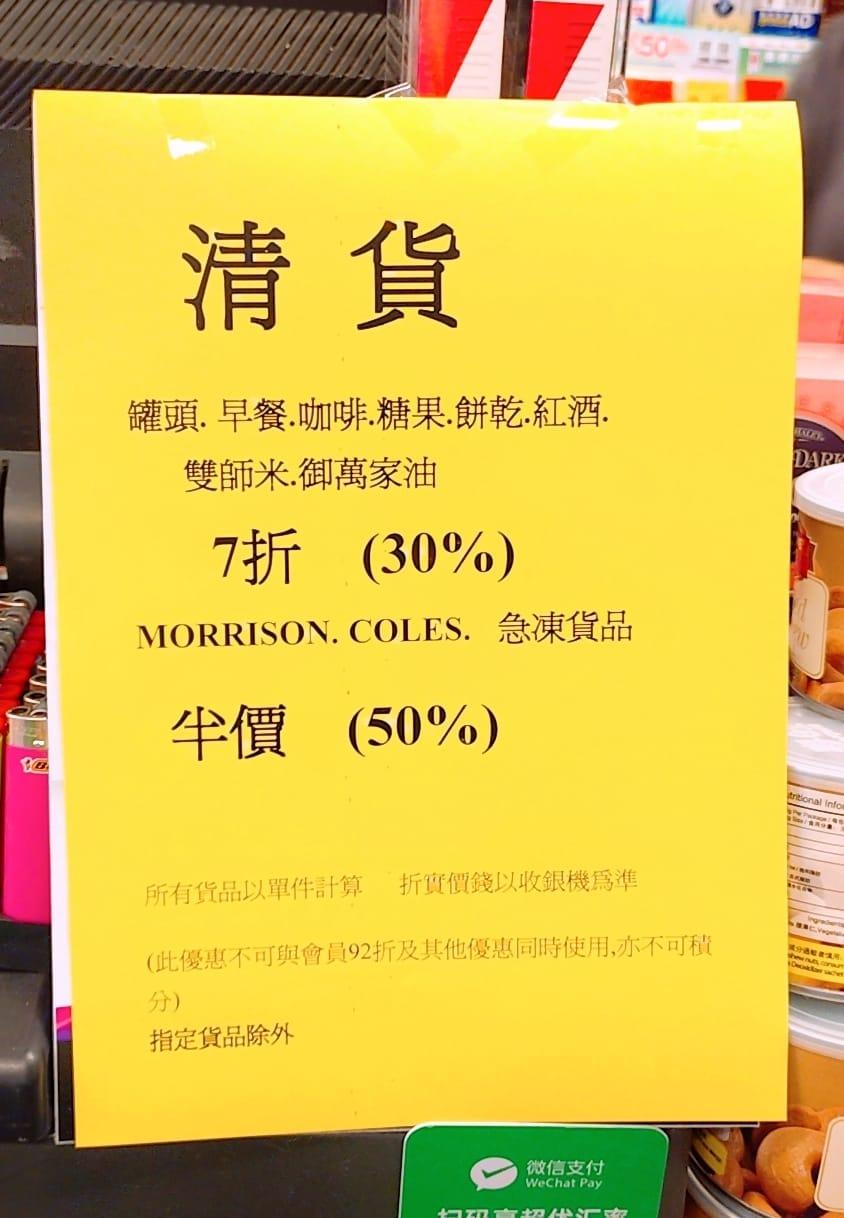 清貨
罐頭. 早餐.咖啡.糖果.餅乾.紅酒.
雙師米.御萬家油
7折 (30%)
MORRISON. COLES. 急凍貨品
半價 (50%)
所有貨品以單件計算 折實價錢以收銀機爲準
(此優惠不可與會員92折及其他優惠同時使用,亦不可積
分)
指定貨品除外
微信支付
WeChat Pay
DARK
utritional Info
Ingredients